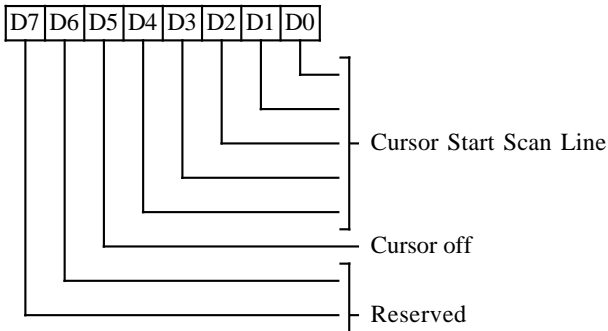 D7 D6 D5 D4 D3 D2 D1 D0
Cursor Start Scan Line
Cursor off
Reserved